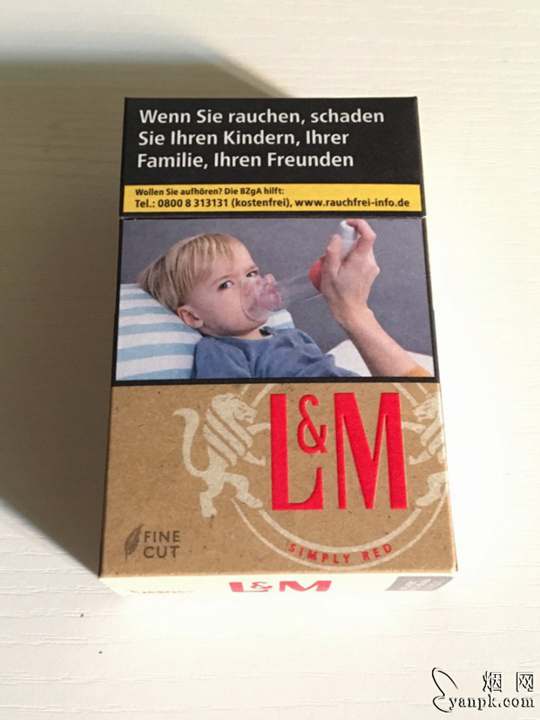 Wenn Sie rauchen, schaden
Sie Ihren Kindern, Ihrer
Familie, Ihren Freunden
Wollen Sie aufhören? Die BZgA hilft:
Tel.: 0800 8 313131 (kostenfrei), www.rauchfrei-info.de
L&M
SIMPLY RED
FINE
CUT
L&M
烟 网
yanpk.com